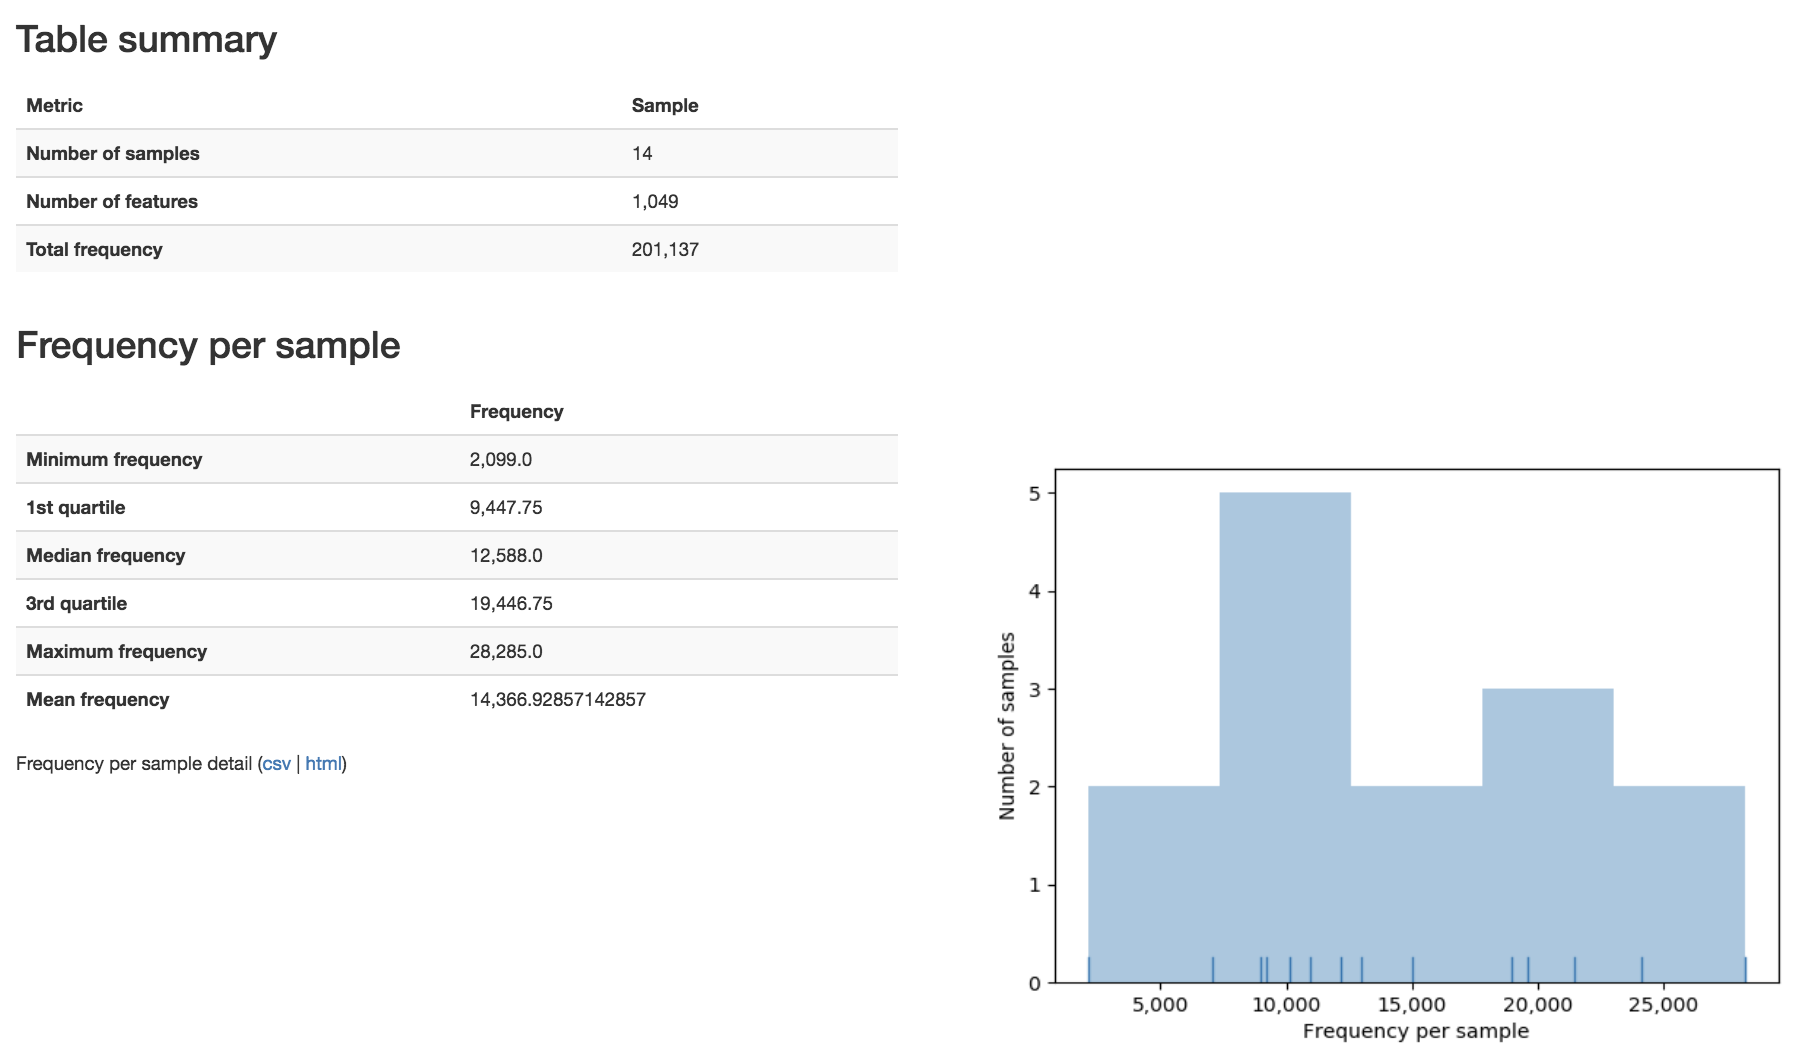 Table summary
Metric Sample
Number of samples 14
Number of features 1,049
Total frequency 201,137
Frequency per sample
Frequency
Minimum frequency 2,099.0
1st quartile 9,447.75
Median frequency 12,588.0
3rd quartile 19,446.75
Maximum frequency 28,285.0
Mean frequency 14,366.92857142857
Frequency per sample detail (csv | html)
Number of samples
5
4
3
2
1
0
5,000 10,000 15,000 20,000 25,000
Frequency per sample